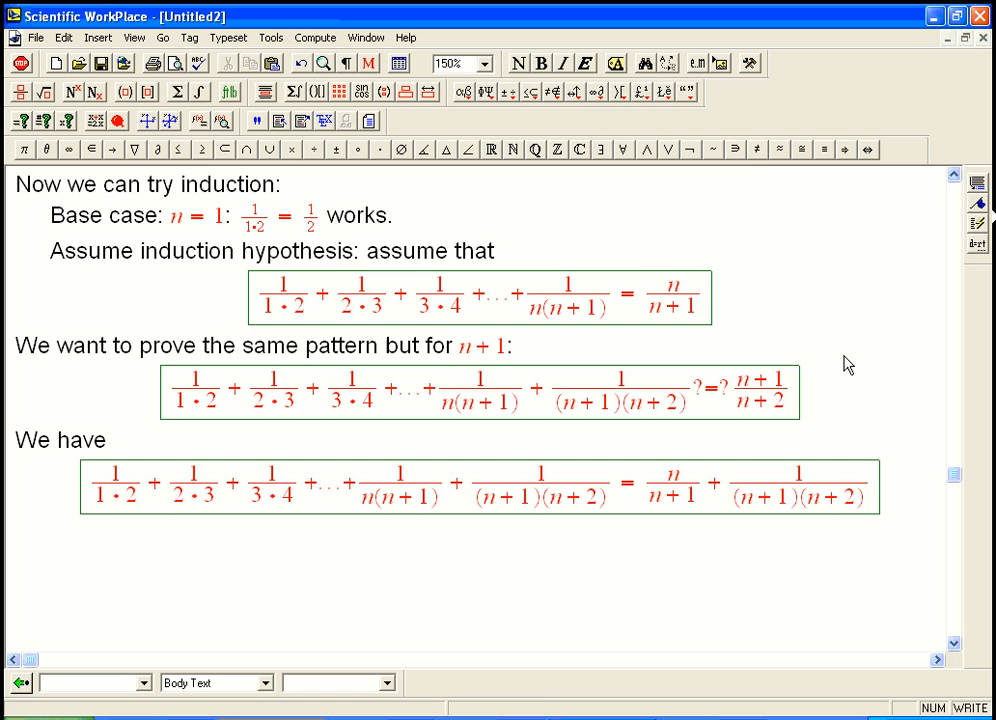 Scientific WorkPlace - [Untitled2]
File Edit Insert View Go Tag Typeset Tools Compute Window Help
150% N B I E
π θ ∞ ∈ → ∇ ∂ ≤ ≥ ⊂ ∩ ∪ × ÷ ± ∘ · ∅ ∡ △ ∠ ℝ ℕ ℚ ℤ ℂ ∃ ∀ ∧ ∨ ¬ ~ ∋ ≠ ≈ ≅ ≡ ⇒ ⇔
Now we can try induction:
Base case: n = 1: 1/(1•2) = 1/2 works.
Assume induction hypothesis: assume that
1/(1•2) + 1/(2•3) + 1/(3•4) +…+ 1/(n(n+1)) = n/(n+1)
We want to prove the same pattern but for n+1:
1/(1•2) + 1/(2•3) + 1/(3•4) +…+ 1/(n(n+1)) + 1/((n+1)(n+2)) ?=? (n+1)/(n+2)
We have
1/(1•2) + 1/(2•3) + 1/(3•4) +…+ 1/(n(n+1)) + 1/((n+1)(n+2)) = n/(n+1) + 1/((n+1)(n+2))
Body Text
NUM WRITE